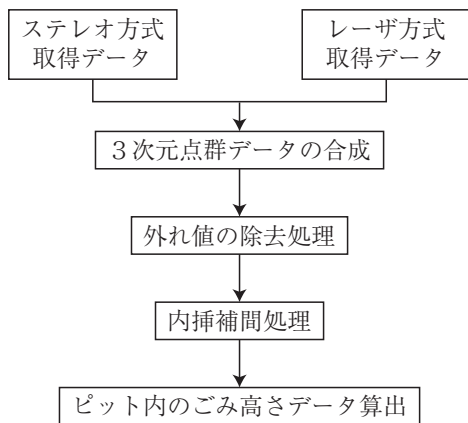 ステレオ方式
取得データ
レーザ方式
取得データ
３次元点群データの合成
外れ値の除去処理
内挿補間処理
ピット内のごみ高さデータ算出